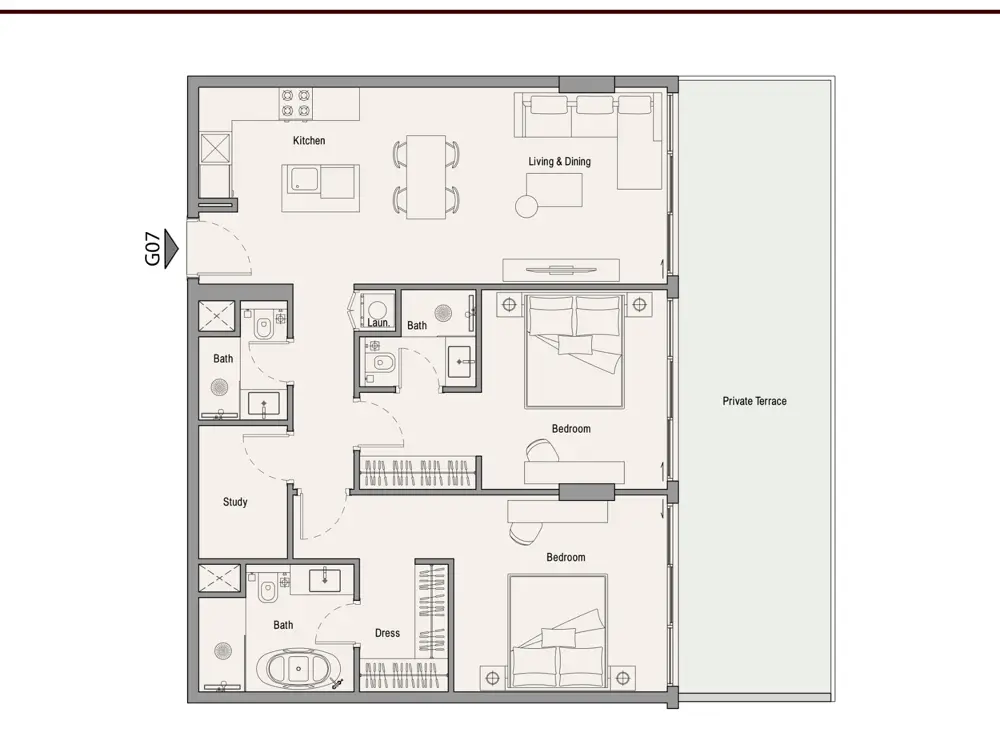 Kitchen
Living & Dining
G07
Laun.
Bath
Bath
Private Terrace
Bedroom
Study
Bedroom
Bath
Dress